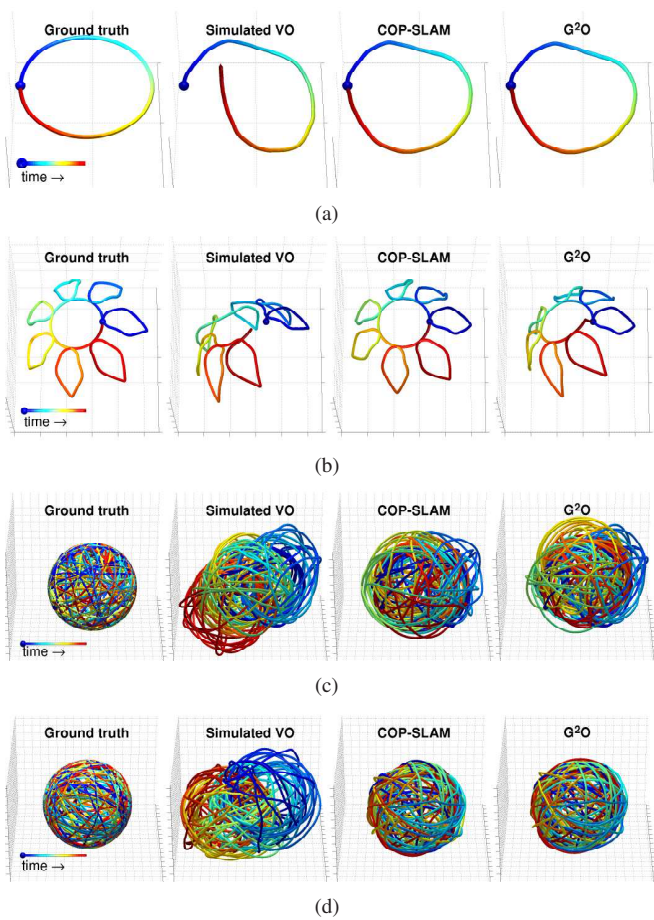 Ground truth Simulated VO COP-SLAM G²O
time →
(a)
Ground truth Simulated VO COP-SLAM G²O
time →
(b)
Ground truth Simulated VO COP-SLAM G²O
time →
(c)
Ground truth Simulated VO COP-SLAM G²O
time →
(d)